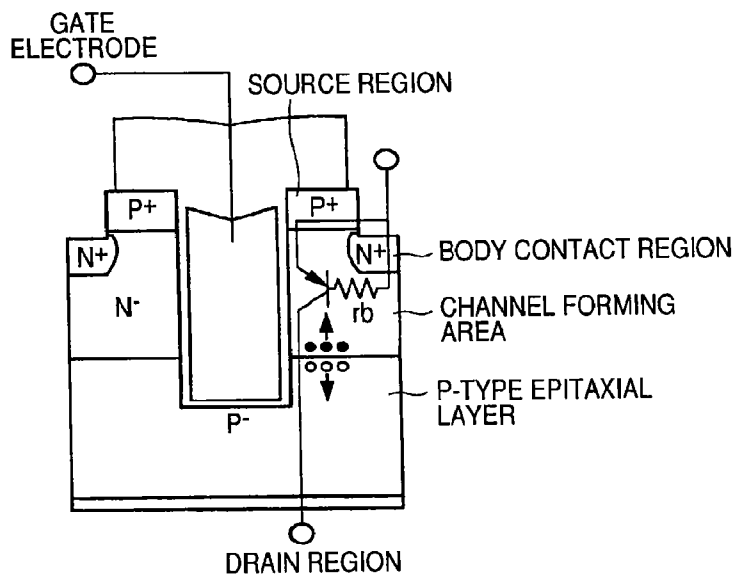 GATE
ELECTRODE
SOURCE REGION
P+
P+
N+
N+
BODY CONTACT REGION
N-
rb
CHANNEL FORMING
AREA
P-
P-TYPE EPITAXIAL
LAYER
DRAIN REGION